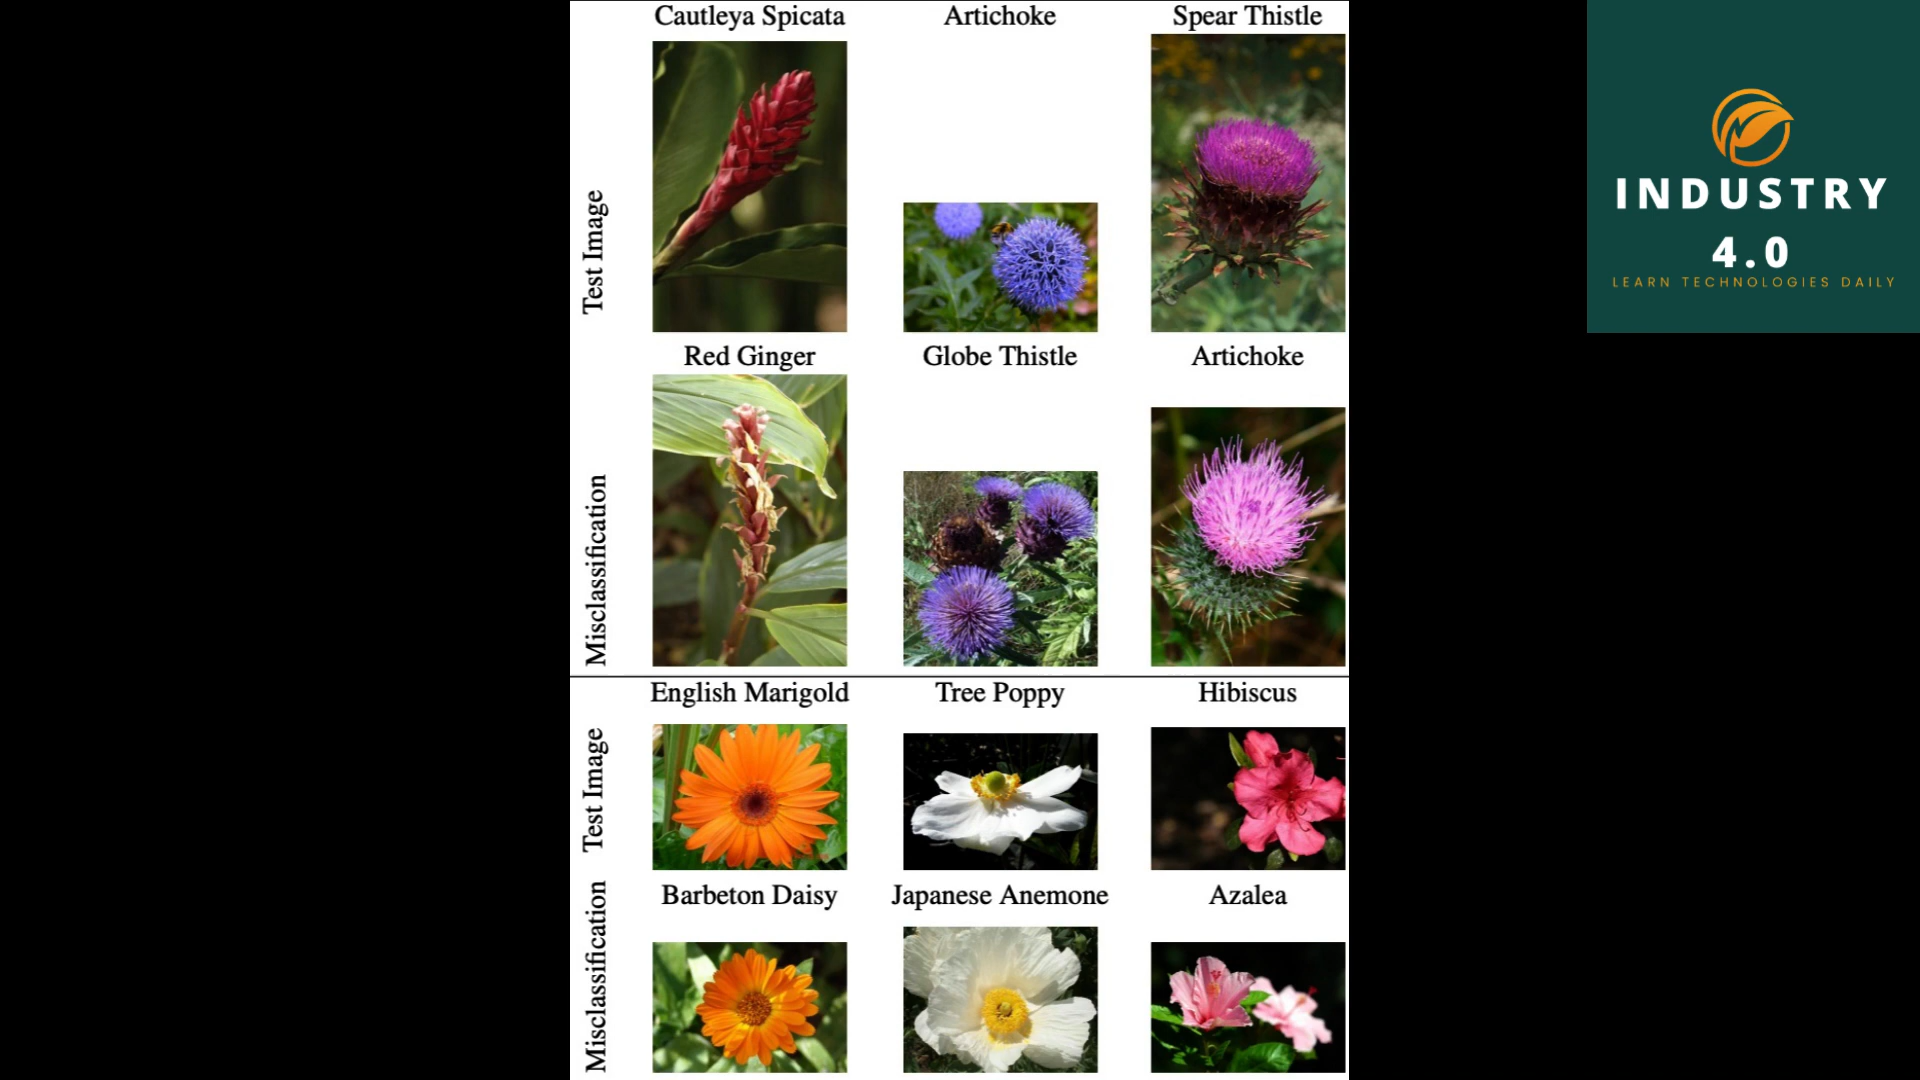 Cautleya Spicata
Artichoke
Spear Thistle
Test Image
Red Ginger
Globe Thistle
Artichoke
Misclassification
English Marigold
Tree Poppy
Hibiscus
Test Image
Barbeton Daisy
Japanese Anemone
Azalea
Misclassification
INDUSTRY
4.0
LEARN TECHNOLOGIES DAILY